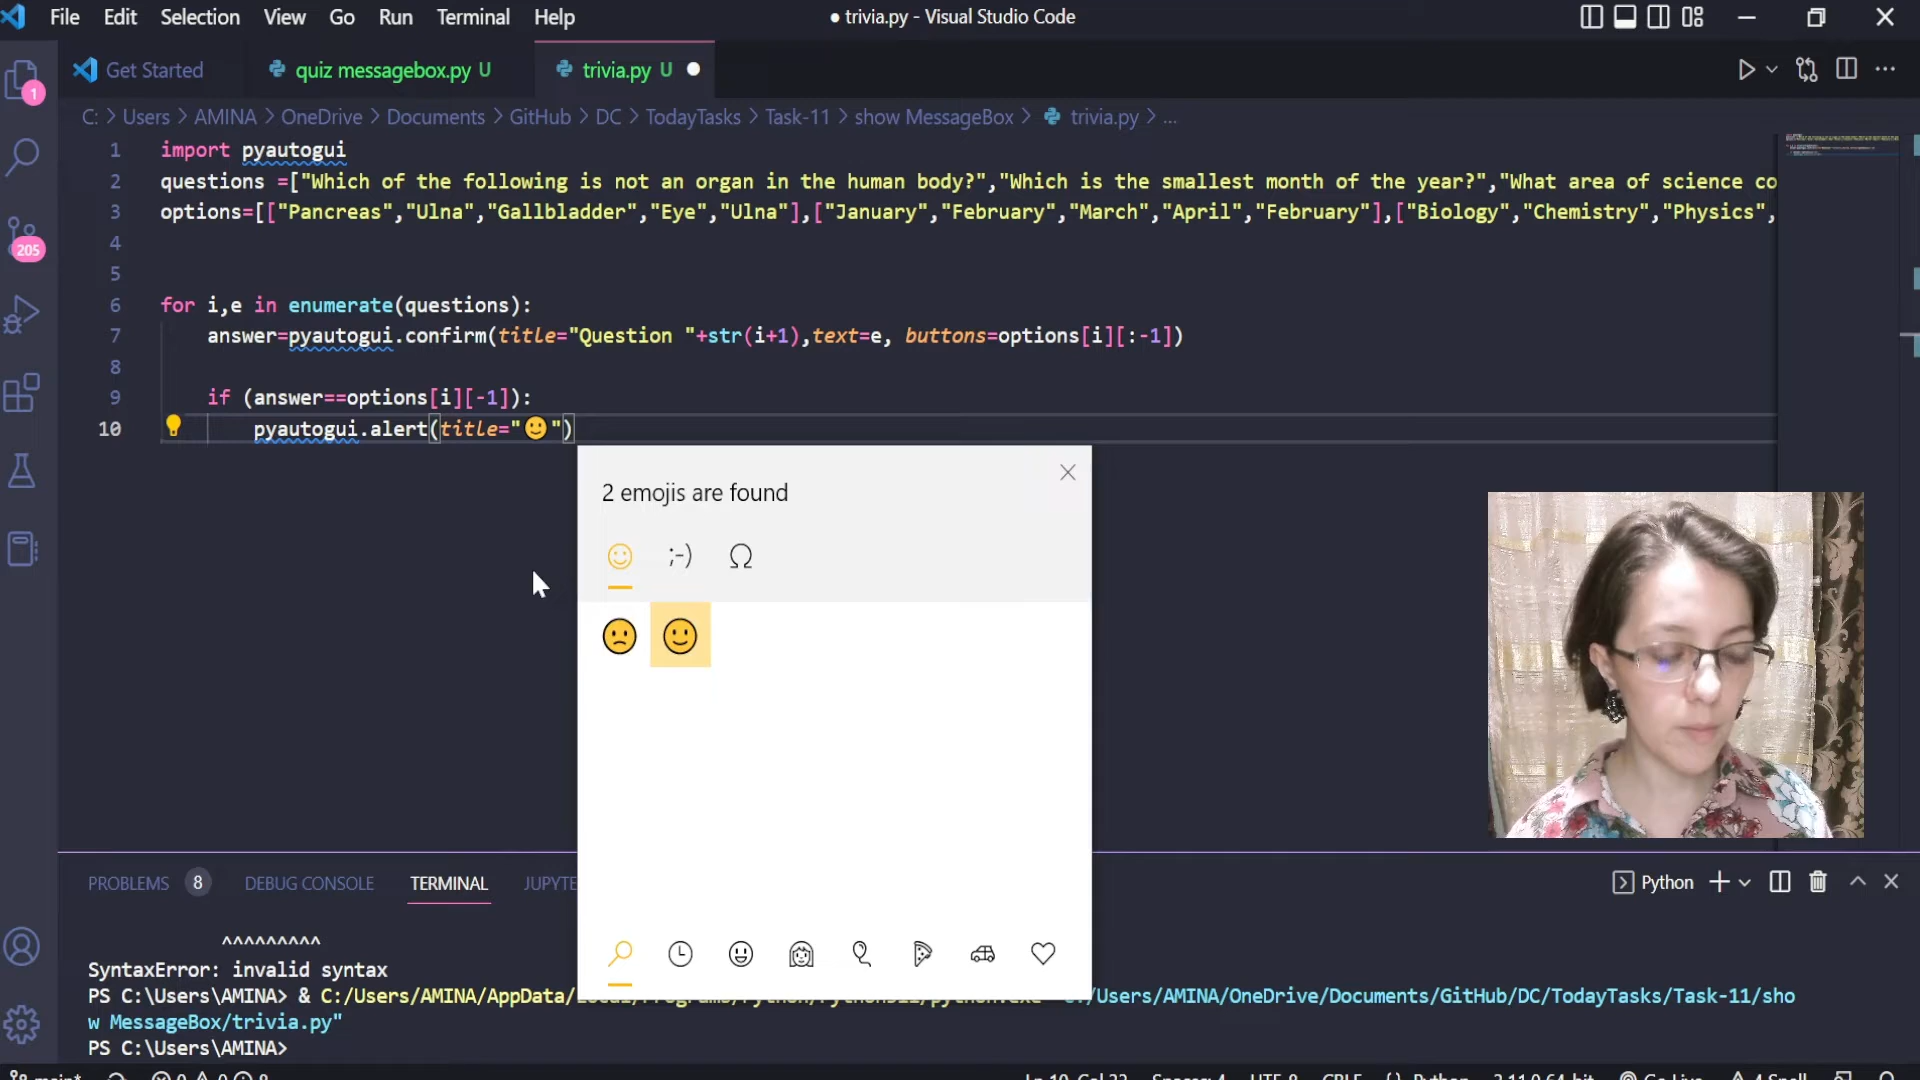 File Edit Selection View Go Run Terminal Help
● trivia.py - Visual Studio Code
Get Started
quiz messagebox.py U
trivia.py U
1
C: > Users > AMINA > OneDrive > Documents > GitHub > DC > TodayTasks > Task-11 > show MessageBox > trivia.py > ...
1 import pyautogui
2 questions =["Which of the following is not an organ in the human body?","Which is the smallest month of the year?","What area of science co
3 options=[["Pancreas","Ulna","Gallbladder","Eye","Ulna"],["January","February","March","April","February"],["Biology","Chemistry","Physics",
4
205
5
6 for i,e in enumerate(questions):
7 answer=pyautogui.confirm(title="Question "+str(i+1),text=e, buttons=options[i][:-1])
8
9 if (answer==options[i][-1]):
10 pyautogui.alert(title="🙂")
2 emojis are found
;-) Ω
PROBLEMS 8 DEBUG CONSOLE TERMINAL
Python
^^^^^^^^^
SyntaxError: invalid syntax
PS C:\Users\AMINA> & C:/Users/AMINA/AppData/
/Users/AMINA/OneDrive/Documents/GitHub/DC/TodayTasks/Task-11/sho
w MessageBox/trivia.py"
PS C:\Users\AMINA>